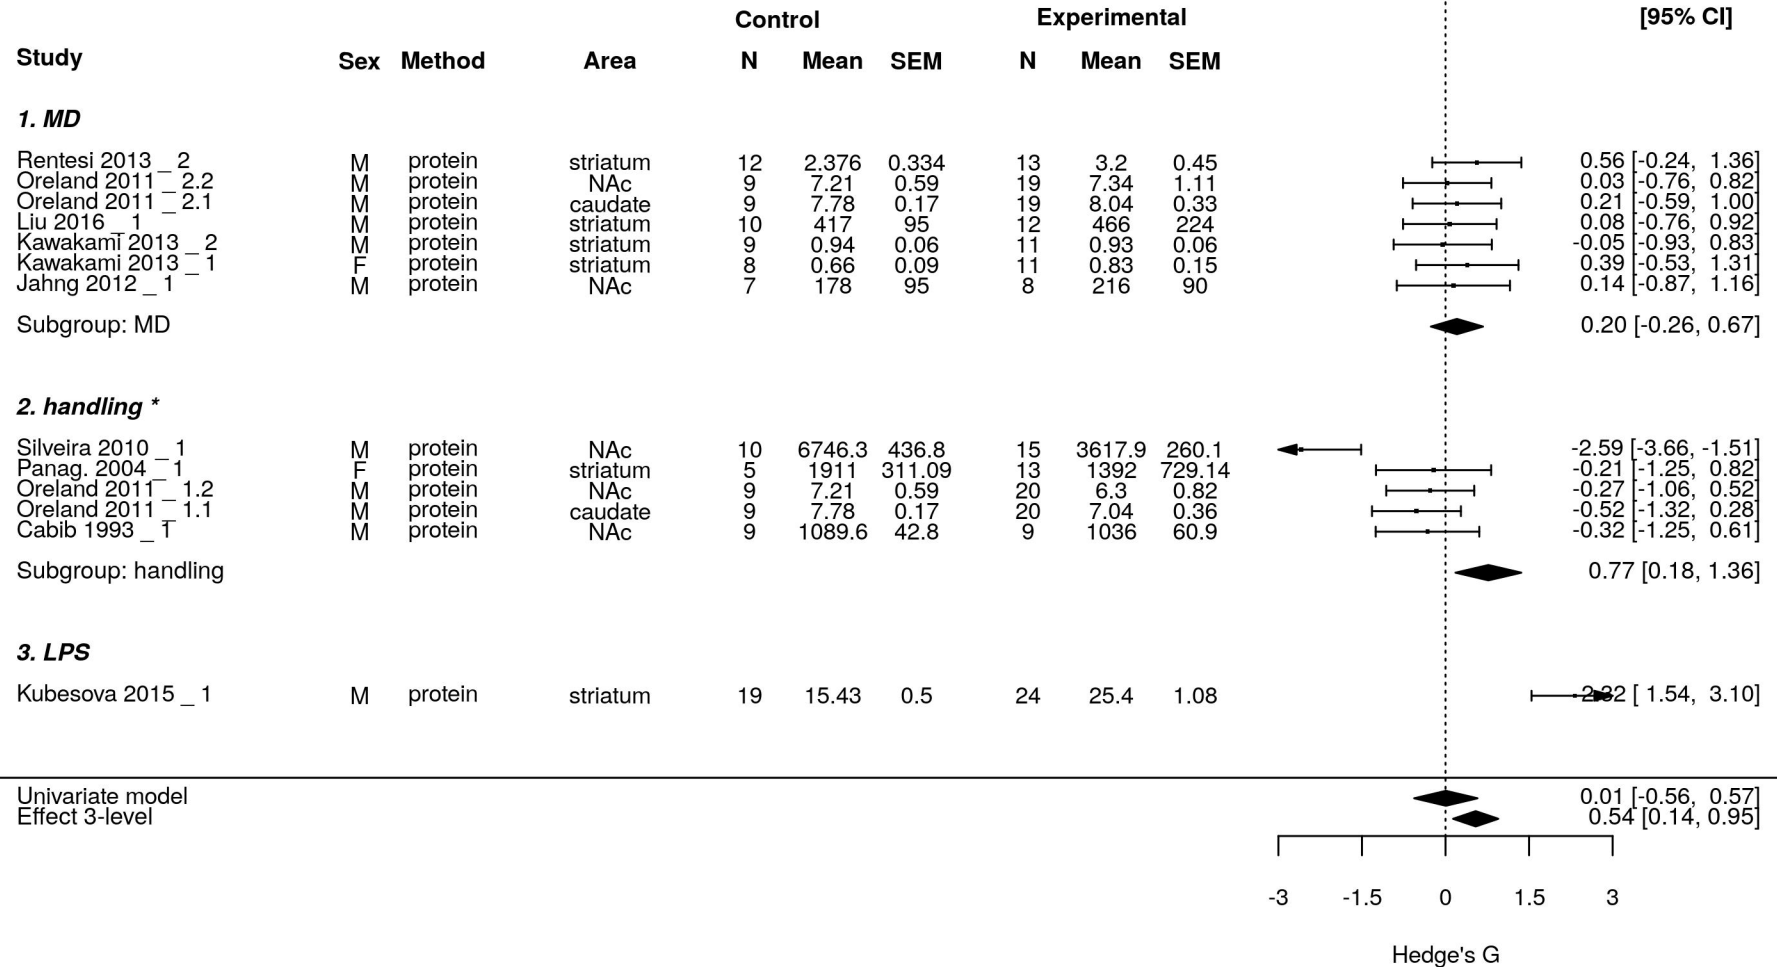 Control Experimental [95% CI]
Study Sex Method Area N Mean SEM N Mean SEM
1. MD
Rentesi 2013 _ 2 M protein striatum 12 2.376 0.334 13 3.2 0.45 0.56 [-0.24, 1.36]
Oreland 2011 _ 2.2 M protein NAc 9 7.21 0.59 19 7.34 1.11 0.03 [-0.76, 0.82]
Oreland 2011 _ 2.1 M protein caudate 9 7.78 0.17 19 8.04 0.33 0.21 [-0.59, 1.00]
Liu 2016 _ 1 M protein striatum 10 417 95 12 466 224 0.08 [-0.76, 0.92]
Kawakami 2013 _ 2 M protein striatum 9 0.94 0.06 11 0.93 0.06 -0.05 [-0.93, 0.83]
Kawakami 2013 _ 1 F protein striatum 8 0.66 0.09 11 0.83 0.15 0.39 [-0.53, 1.31]
Jahng 2012 _ 1 M protein NAc 7 178 95 8 216 90 0.14 [-0.87, 1.16]
Subgroup: MD 0.20 [-0.26, 0.67]
2. handling *
Silveira 2010 _ 1 M protein NAc 10 6746.3 436.8 15 3617.9 260.1 -2.59 [-3.66, -1.51]
Panag. 2004 _ 1 F protein striatum 5 1911 311.09 13 1392 729.14 -0.21 [-1.25, 0.82]
Oreland 2011 _ 1.2 M protein NAc 9 7.21 0.59 20 6.3 0.82 -0.27 [-1.06, 0.52]
Oreland 2011 _ 1.1 M protein caudate 9 7.78 0.17 20 7.04 0.36 -0.52 [-1.32, 0.28]
Cabib 1993 _ 1 M protein NAc 9 1089.6 42.8 9 1036 60.9 -0.32 [-1.25, 0.61]
Subgroup: handling 0.77 [0.18, 1.36]
3. LPS
Kubesova 2015 _ 1 M protein striatum 19 15.43 0.5 24 25.4 1.08 2.32 [ 1.54, 3.10]
Univariate model 0.01 [-0.56, 0.57]
Effect 3-level 0.54 [0.14, 0.95]
-3 -1.5 0 1.5 3
Hedge's G